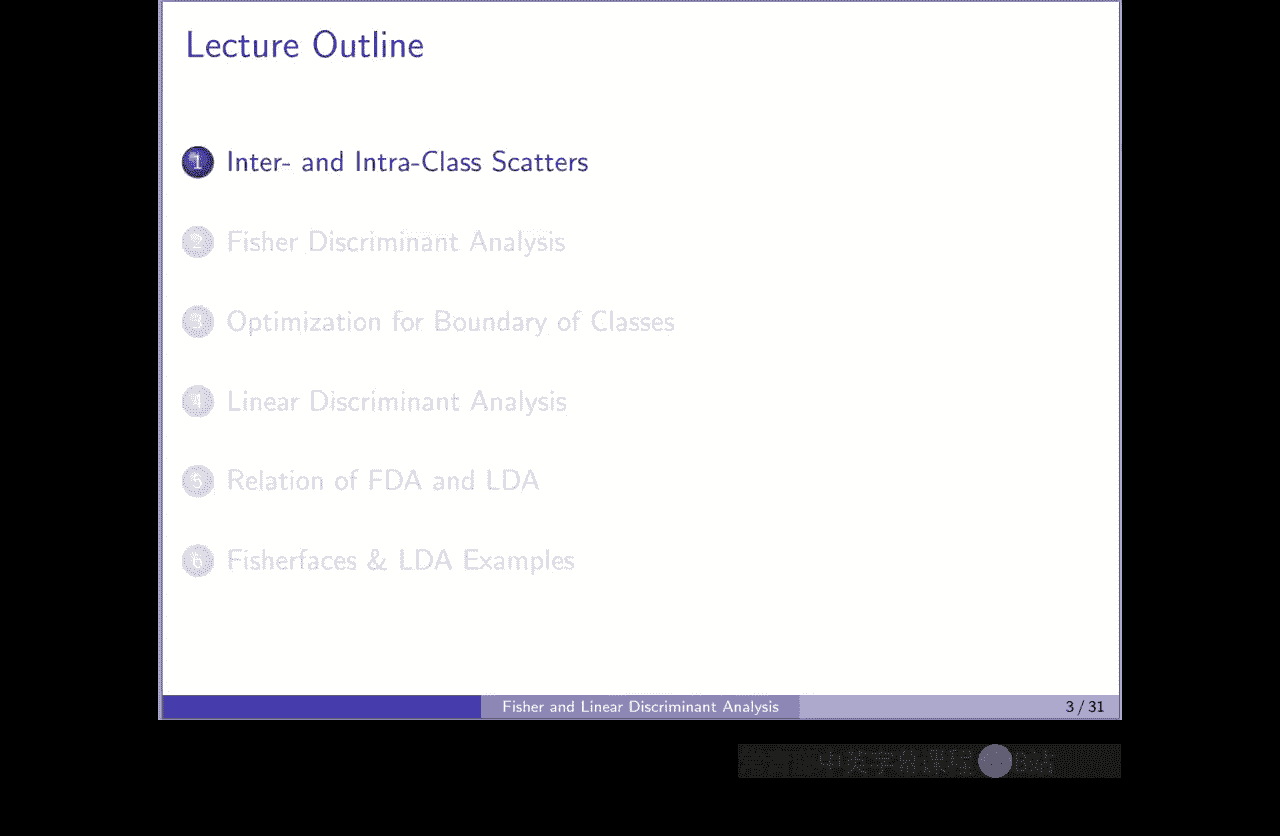 Lecture Outline
1 Inter- and Intra-Class Scatters
2 Fisher Discriminant Analysis
3 Optimization for Boundary of Classes
4 Linear Discriminant Analysis
5 Relation of FDA and LDA
6 Fisherfaces & LDA Examples
Fisher and Linear Discriminant Analysis
3 / 31